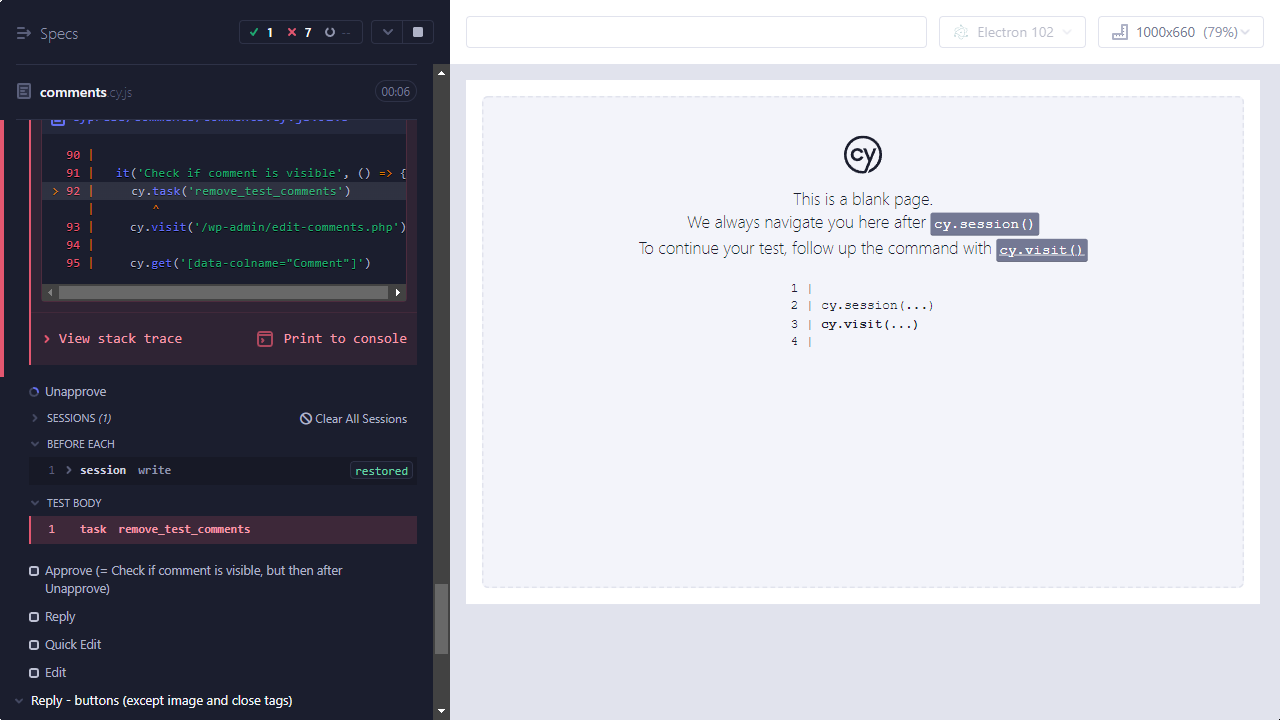 Specs
1 7 --
Electron 102
1000x660 (79%)
comments.cy.js
00:06
90 |
91 | it('Check if comment is visible', () => {
> 92 | cy.task('remove_test_comments')
| ^
93 | cy.visit('/wp-admin/edit-comments.php')
94 |
95 | cy.get('[data-colname="Comment"]')
View stack trace
Print to console
Unapprove
SESSIONS (1)
Clear All Sessions
BEFORE EACH
1 session write restored
TEST BODY
1 task remove_test_comments
Approve (= Check if comment is visible, but then after
Unapprove)
Reply
Quick Edit
Edit
Reply - buttons (except image and close tags)
cy
This is a blank page.
We always navigate you here after cy.session()
To continue your test, follow up the command with cy.visit()
1 |
2 | cy.session(...)
3 | cy.visit(...)
4 |